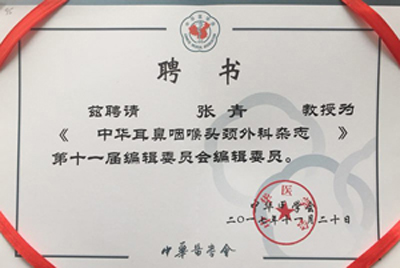 聘书
兹聘请 张青 教授为
《 中华耳鼻咽喉头颈外科杂志 》
第十一届编辑委员会编辑委员。
中华医学会
二〇一七年十一月二十日
中华医学会